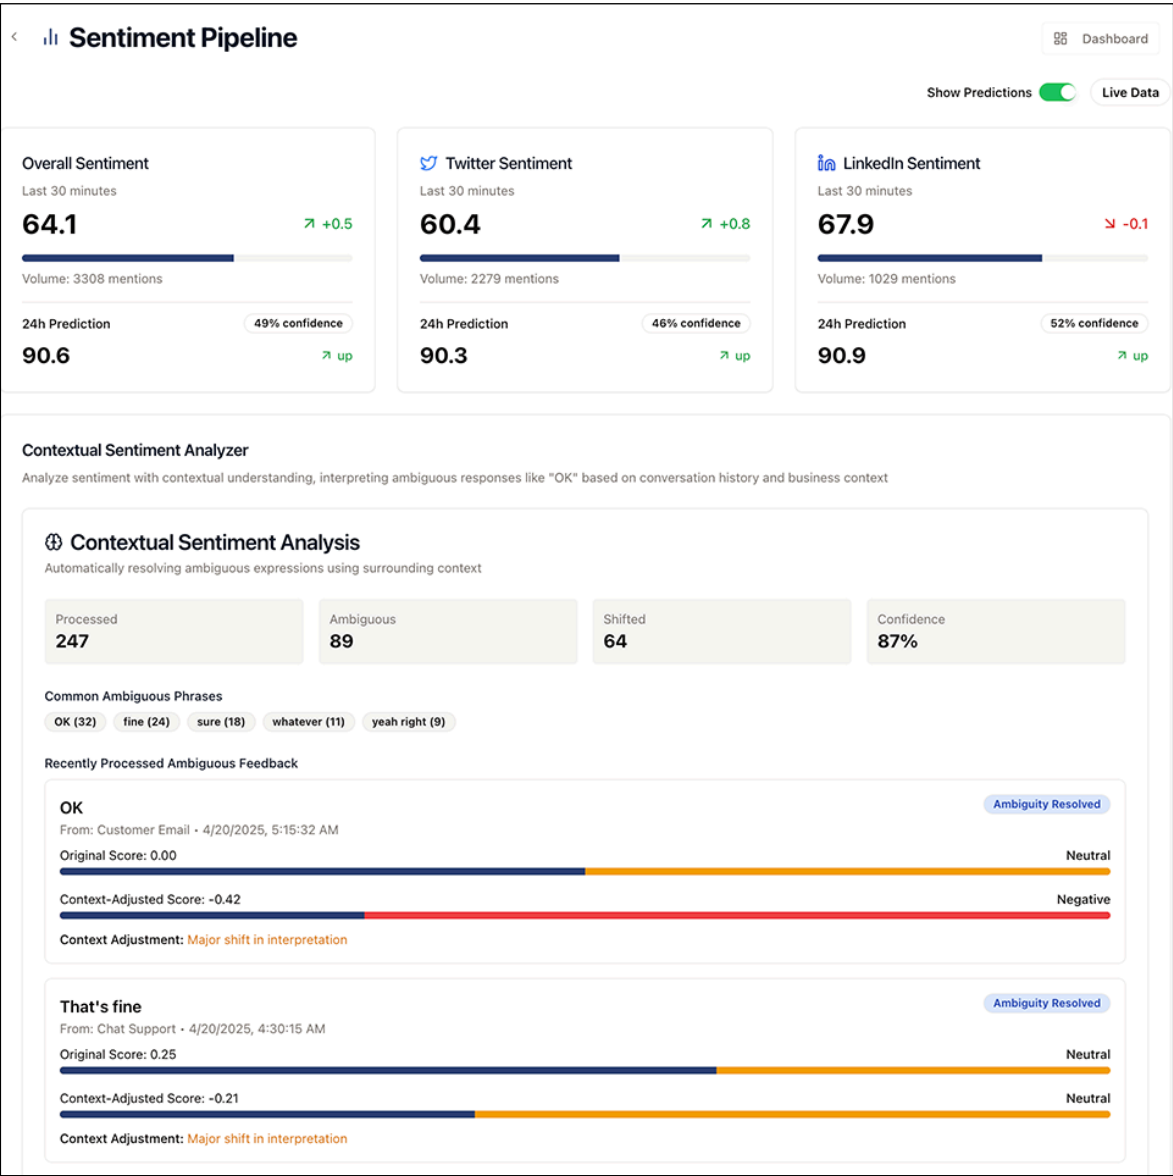 Sentiment Pipeline
Dashboard
Show Predictions
Live Data
Overall Sentiment
Last 30 minutes
64.1
+0.5
Volume: 3308 mentions
24h Prediction
49% confidence
90.6
up
Twitter Sentiment
Last 30 minutes
60.4
+0.8
Volume: 2279 mentions
24h Prediction
46% confidence
90.3
up
LinkedIn Sentiment
Last 30 minutes
67.9
-0.1
Volume: 1029 mentions
24h Prediction
52% confidence
90.9
up
Contextual Sentiment Analyzer
Analyze sentiment with contextual understanding, interpreting ambiguous responses like "OK" based on conversation history and business context
Contextual Sentiment Analysis
Automatically resolving ambiguous expressions using surrounding context
Processed
247
Ambiguous
89
Shifted
64
Confidence
87%
Common Ambiguous Phrases
OK (32)
fine (24)
sure (18)
whatever (11)
yeah right (9)
Recently Processed Ambiguous Feedback
OK
Ambiguity Resolved
From: Customer Email • 4/20/2025, 5:15:32 AM
Original Score: 0.00
Neutral
Context-Adjusted Score: -0.42
Negative
Context Adjustment: Major shift in interpretation
That's fine
Ambiguity Resolved
From: Chat Support • 4/20/2025, 4:30:15 AM
Original Score: 0.25
Neutral
Context-Adjusted Score: -0.21
Neutral
Context Adjustment: Major shift in interpretation